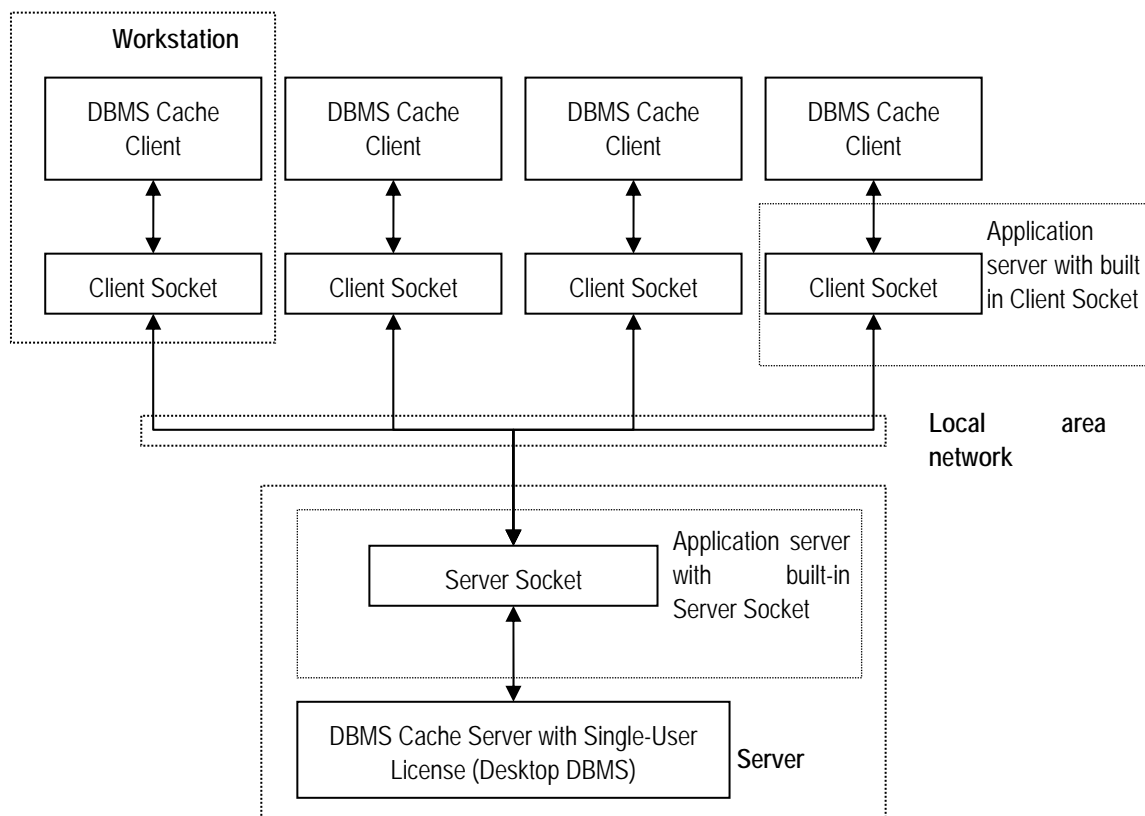 Workstation
DBMS Cache
Client
DBMS Cache
Client
DBMS Cache
Client
DBMS Cache
Client
Client Socket
Client Socket
Client Socket
Client Socket
Application
server with built
in Client Socket
Local area
network
Server Socket
Application server
with built-in
Server Socket
DBMS Cache Server with Single-User
License (Desktop DBMS)
Server